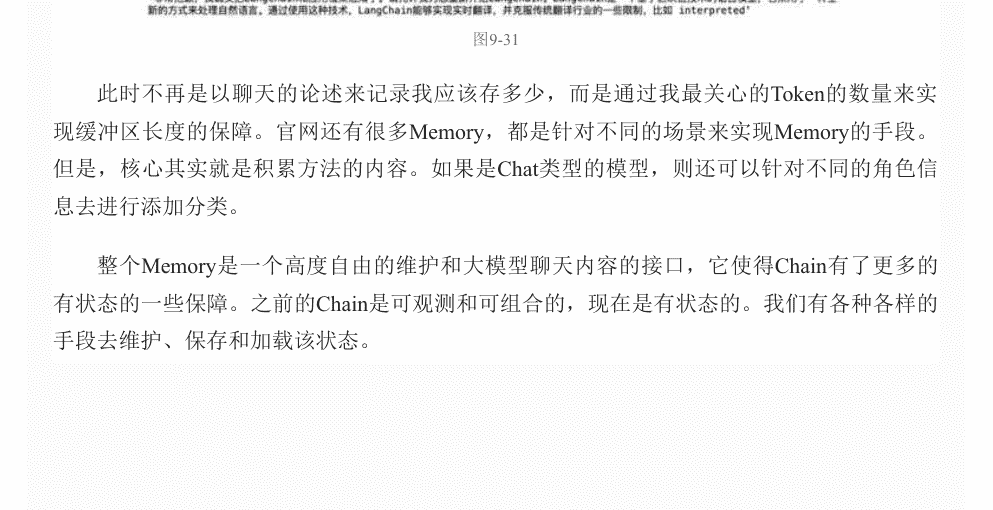 新的方式来处理自然语言。通过使用这种技术，LangChain能够实现实时翻译，并克服传统翻译行业的一些限制，比如 interpreted'
图9-31
此时不再是以聊天的论述来记录我应该存多少，而是通过我最关心的Token的数量来实
现缓冲区长度的保障。官网还有很多Memory，都是针对不同的场景来实现Memory的手段。
但是，核心其实就是积累方法的内容。如果是Chat类型的模型，则还可以针对不同的角色信
息去进行添加分类。
整个Memory是一个高度自由的维护和大模型聊天内容的接口，它使得Chain有了更多的
有状态的一些保障。之前的Chain是可观测和可组合的，现在是有状态的。我们有各种各样的
手段去维护、保存和加载该状态。